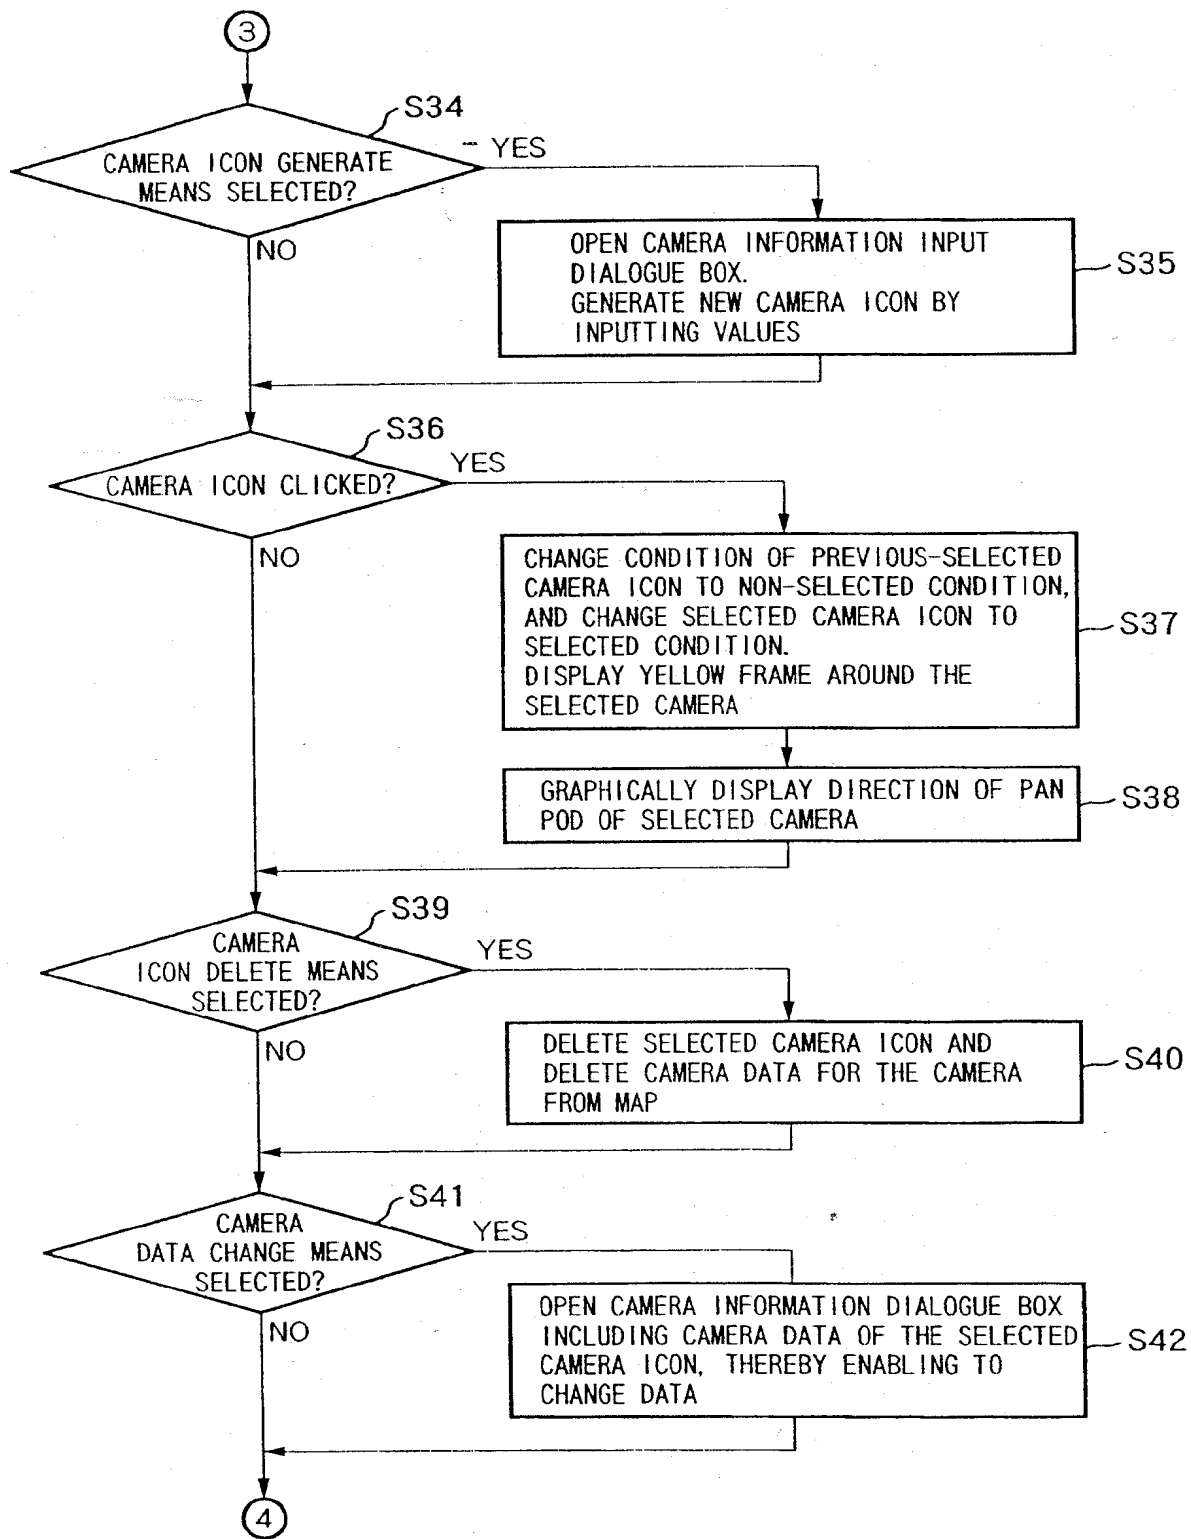 3
S34
CAMERA ICON GENERATE
MEANS SELECTED?
YES
NO
OPEN CAMERA INFORMATION INPUT
DIALOGUE BOX.
GENERATE NEW CAMERA ICON BY
INPUTTING VALUES
S35
S36
CAMERA ICON CLICKED?
YES
NO
CHANGE CONDITION OF PREVIOUS-SELECTED
CAMERA ICON TO NON-SELECTED CONDITION,
AND CHANGE SELECTED CAMERA ICON TO
SELECTED CONDITION.
DISPLAY YELLOW FRAME AROUND THE
SELECTED CAMERA
S37
GRAPHICALLY DISPLAY DIRECTION OF PAN
POD OF SELECTED CAMERA
S38
S39
CAMERA
ICON DELETE MEANS
SELECTED?
YES
NO
DELETE SELECTED CAMERA ICON AND
DELETE CAMERA DATA FOR THE CAMERA
FROM MAP
S40
S41
CAMERA
DATA CHANGE MEANS
SELECTED?
YES
NO
OPEN CAMERA INFORMATION DIALOGUE BOX
INCLUDING CAMERA DATA OF THE SELECTED
CAMERA ICON, THEREBY ENABLING TO
CHANGE DATA
S42
4